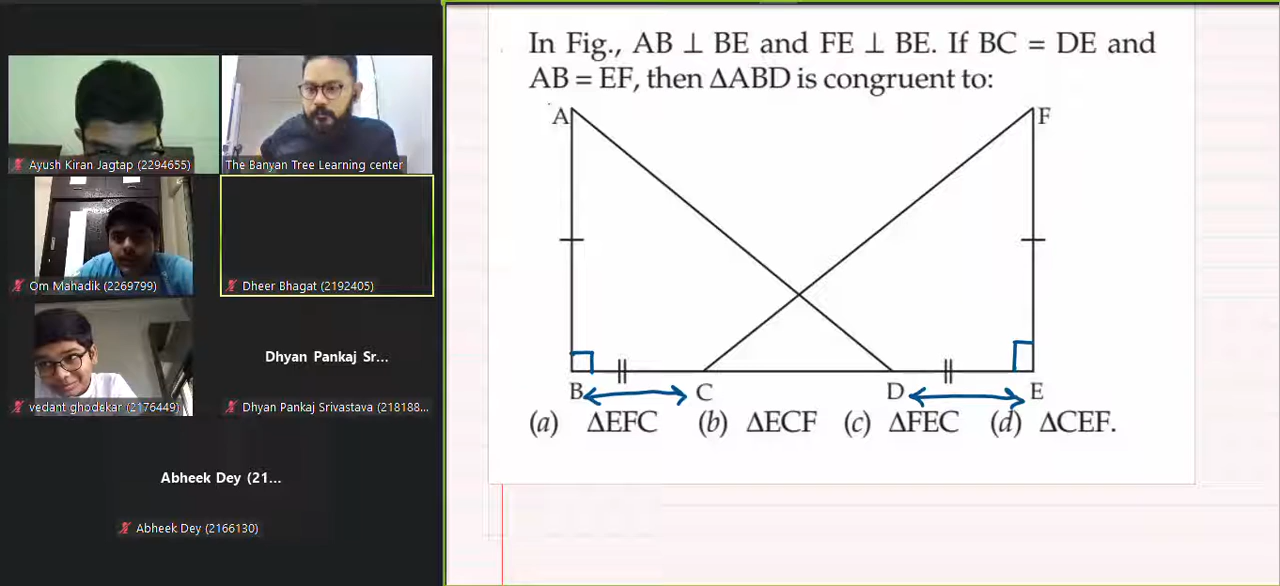 Ayush Kiran Jagtap (2294655)
The Banyan Tree Learning center
Om Mahadik (2269799)
Dheer Bhagat (2192405)
Dhyan Pankaj Sr...
vedant ghodekar (2176449)
Dhyan Pankaj Srivastava (218188...
Abheek Dey (21...
Abheek Dey (2166130)
In Fig., AB ⊥ BE and FE ⊥ BE. If BC = DE and
AB = EF, then ΔABD is congruent to:
A
F
B
C
D
E
(a) ΔEFC (b) ΔECF (c) ΔFEC (d) ΔCEF.